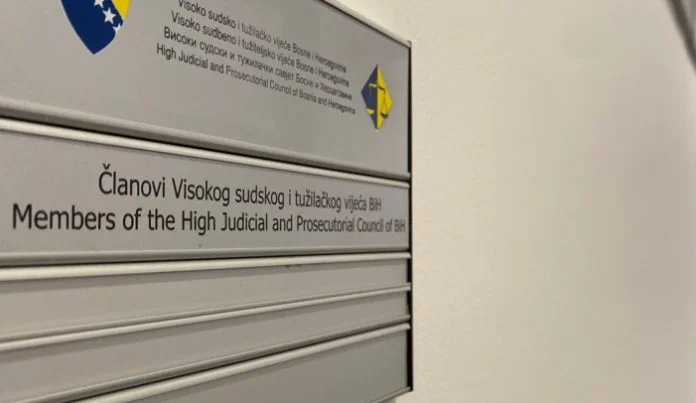 Visoko sudsko i tužilačko vijeće Bosne i Hercegovine
Visoko sudbeno i tužiteljsko vijeće Bosne i Hercegovine
Високи судски и тужилачки савјет Босне и Херцеговине
High Judicial and Prosecutorial Council of Bosnia and Herzegovina
Članovi Visokog sudskog i tužilačkog vijeća BiH
Members of the High Judicial and Prosecutorial Council of BiH